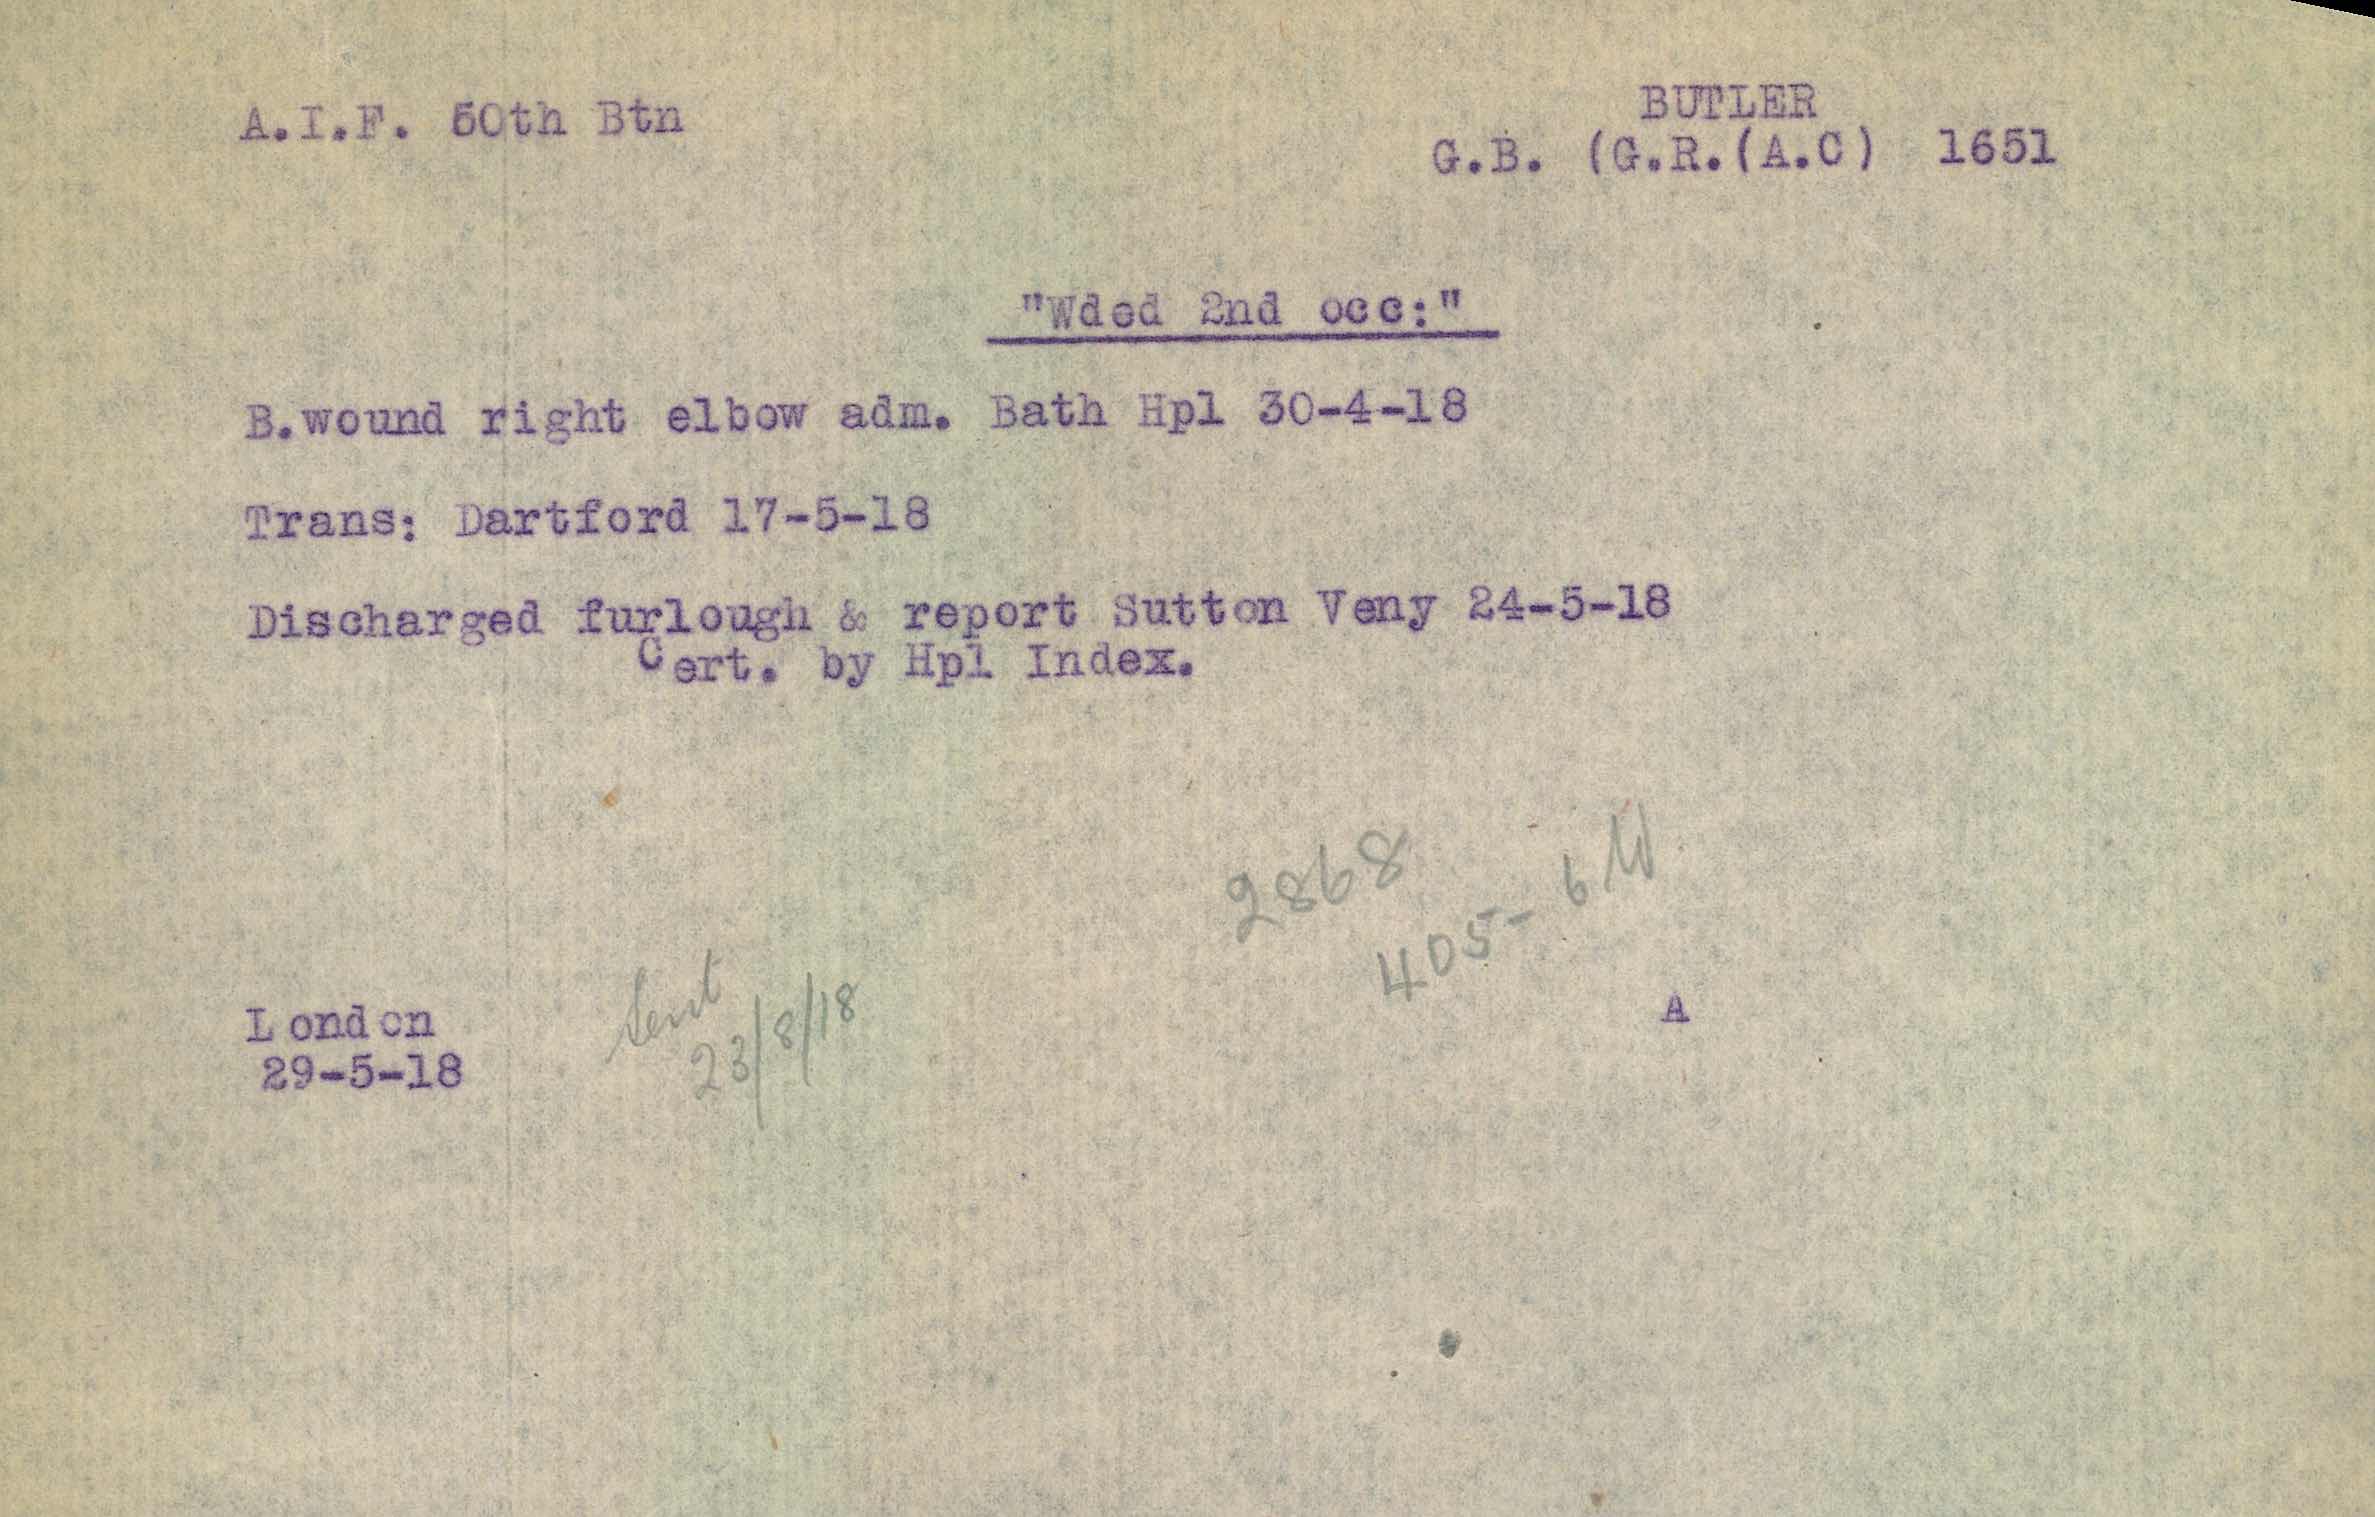 A.I.F. 50th Btn
BUTLER
G.B. (G.R.(A.C) 1651
"Wded 2nd occ:"
B.wound right elbow adm. Bath Hpl 30-4-18
Trans: Dartford 17-5-18
Discharged furlough & report Sutton Veny 24-5-18
Cert. by Hpl Index.
2868
405-6 W
London
29-5-18
Sent
23/8/18
A